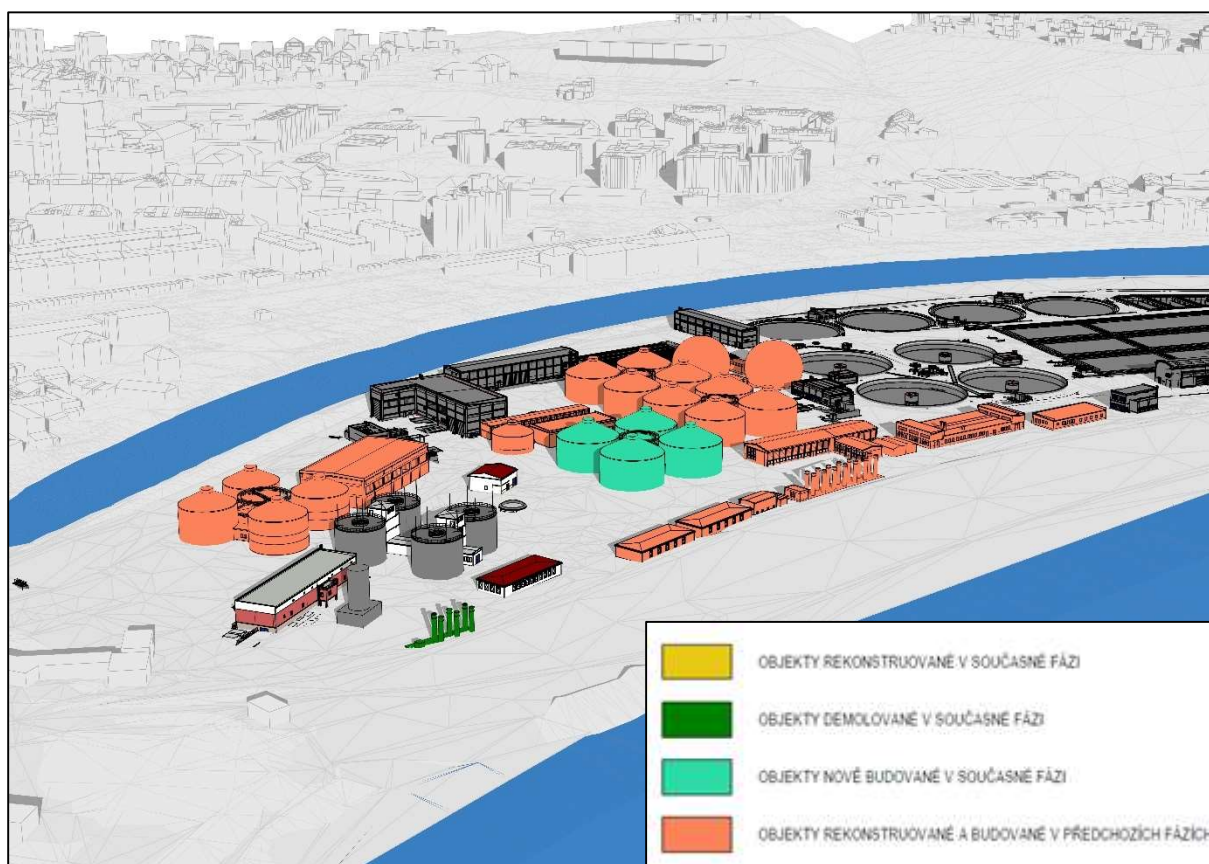 OBJEKTY REKONSTRUOVANÉ V SOUČASNÉ FÁZI
OBJEKTY DEMOLOVANÉ V SOUČASNÉ FÁZI
OBJEKTY NOVĚ BUDOVANÉ V SOUČASNÉ FÁZI
OBJEKTY REKONSTRUOVANÉ A BUDOVANÉ V PŘEDCHOZÍCH FÁZÍCH